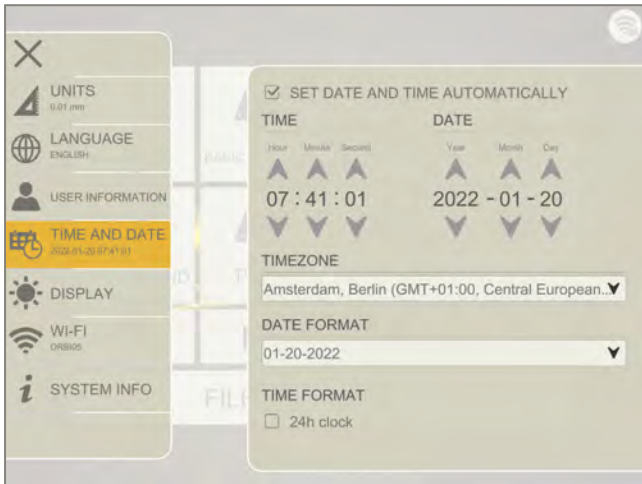 UNITS
0.01 mm
LANGUAGE
ENGLISH
USER INFORMATION
TIME AND DATE
2022-01-20 07:41:01
DISPLAY
WI-FI
ORBI05
SYSTEM INFO
SET DATE AND TIME AUTOMATICALLY
TIME DATE
Hour Minute Second Year Month Day
07 : 41 : 01 2022 - 01 - 20
TIMEZONE
Amsterdam, Berlin (GMT+01:00, Central European...
DATE FORMAT
01-20-2022
TIME FORMAT
24h clock